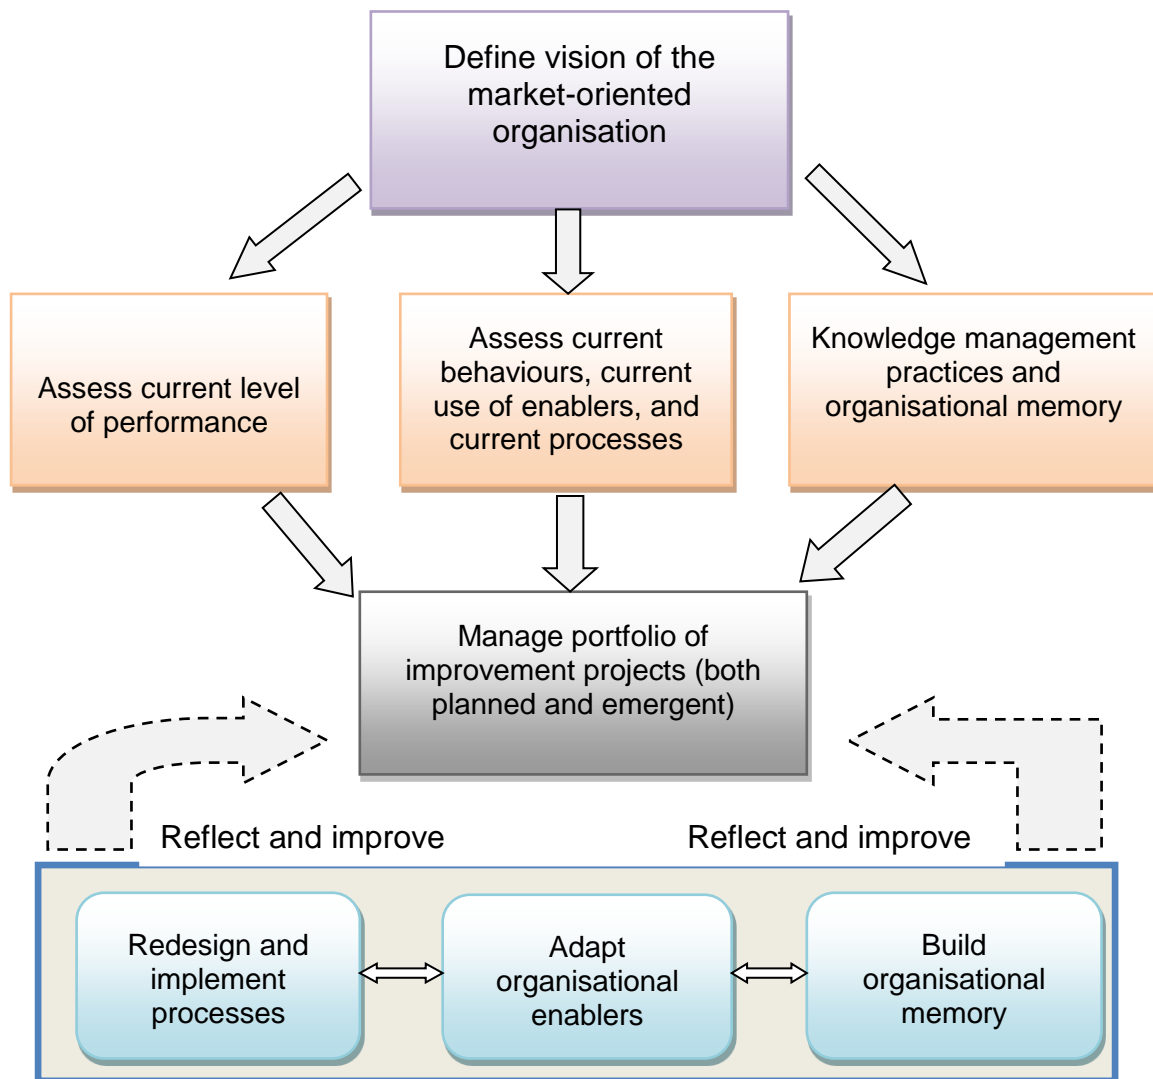 Define vision of the
market-oriented
organisation
Assess current level
of performance
Assess current
behaviours, current
use of enablers, and
current processes
Knowledge management
practices and
organisational memory
Manage portfolio of
improvement projects (both
planned and emergent)
Reflect and improve
Reflect and improve
Redesign and
implement
processes
Adapt
organisational
enablers
Build
organisational
memory